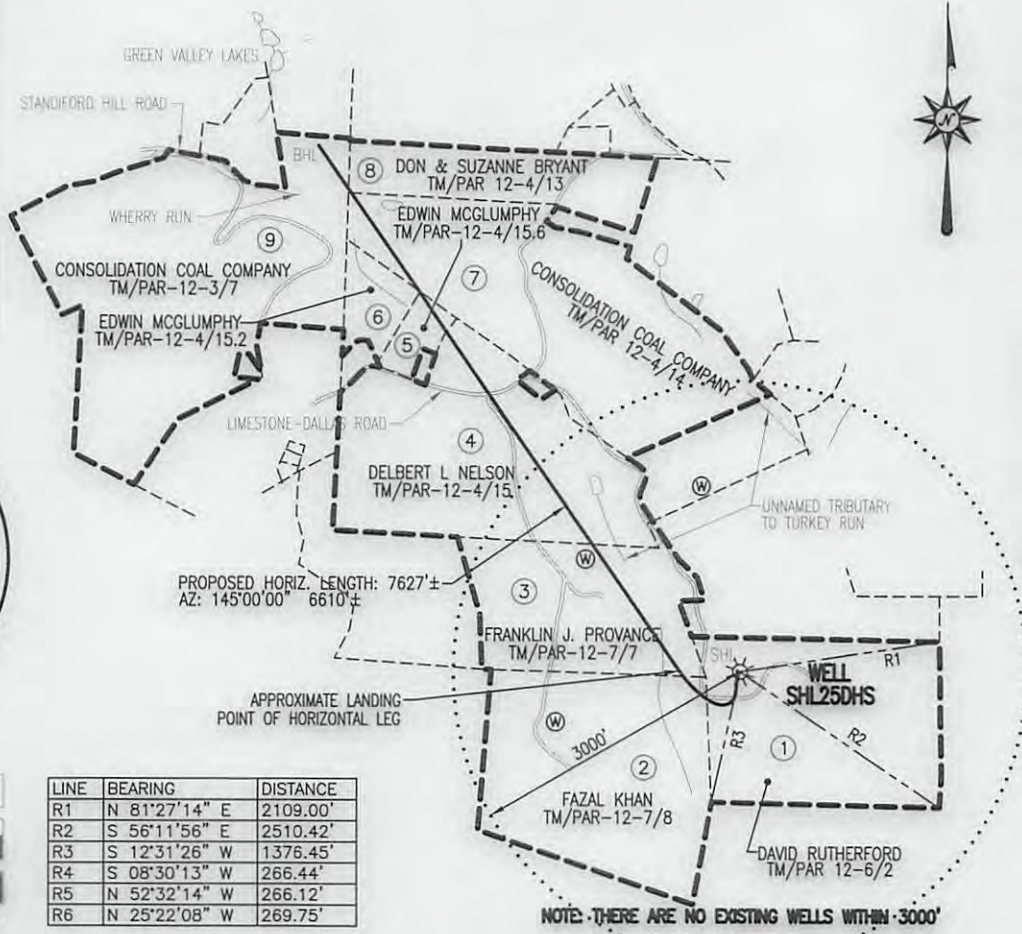 GREEN VALLEY LAKES
STANDIFORD HILL ROAD
N
BHL
8
DON & SUZANNE BRYANT
TM/PAR 12-4/13
WHERRY RUN
EDWIN MCGLUMPHY
TM/PAR-12-4/15.6
9
CONSOLIDATION COAL COMPANY
TM/PAR-12-3/7
7
CONSOLIDATION COAL COMPANY
TM/PAR 12-4/14
EDWIN MCGLUMPHY
TM/PAR-12-4/15.2
6
5
LIMESTONE-DALLAS ROAD
4
DELBERT L NELSON
TM/PAR-12-4/15
W
UNNAMED TRIBUTARY
TO TURKEY RUN
PROPOSED HORIZ. LENGTH: 7627'±
AZ: 145°00'00" 6610'±
W
3
FRANKLIN J. PROVANCE
TM/PAR-12-7/7
SHL
R1
WELL
SHL25DHS
APPROXIMATE LANDING
POINT OF HORIZONTAL LEG
W
3000'
R3
R2
1
2
FAZAL KHAN
TM/PAR-12-7/8
DAVID RUTHERFORD
TM/PAR 12-6/2
LINE BEARING DISTANCE
R1 N 81°27'14" E 2109.00'
R2 S 56°11'56" E 2510.42'
R3 S 12°31'26" W 1376.45'
R4 S 08°30'13" W 266.44'
R5 N 52°32'14" W 266.12'
R6 N 25°22'08" W 269.75'
NOTE: THERE ARE NO EXISTING WELLS WITHIN 3000'